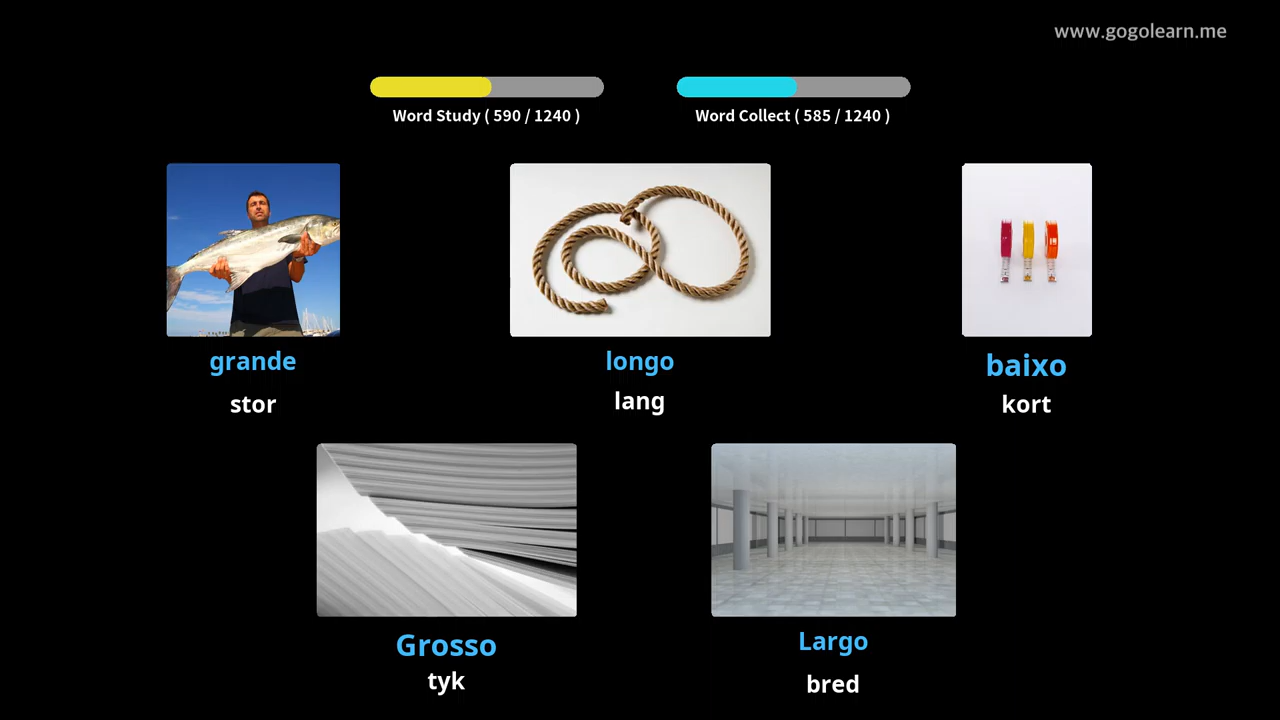 www.gogolearn.me
Word Study ( 590 / 1240 )
Word Collect ( 585 / 1240 )
grande
stor
longo
lang
baixo
kort
Grosso
tyk
Largo
bred